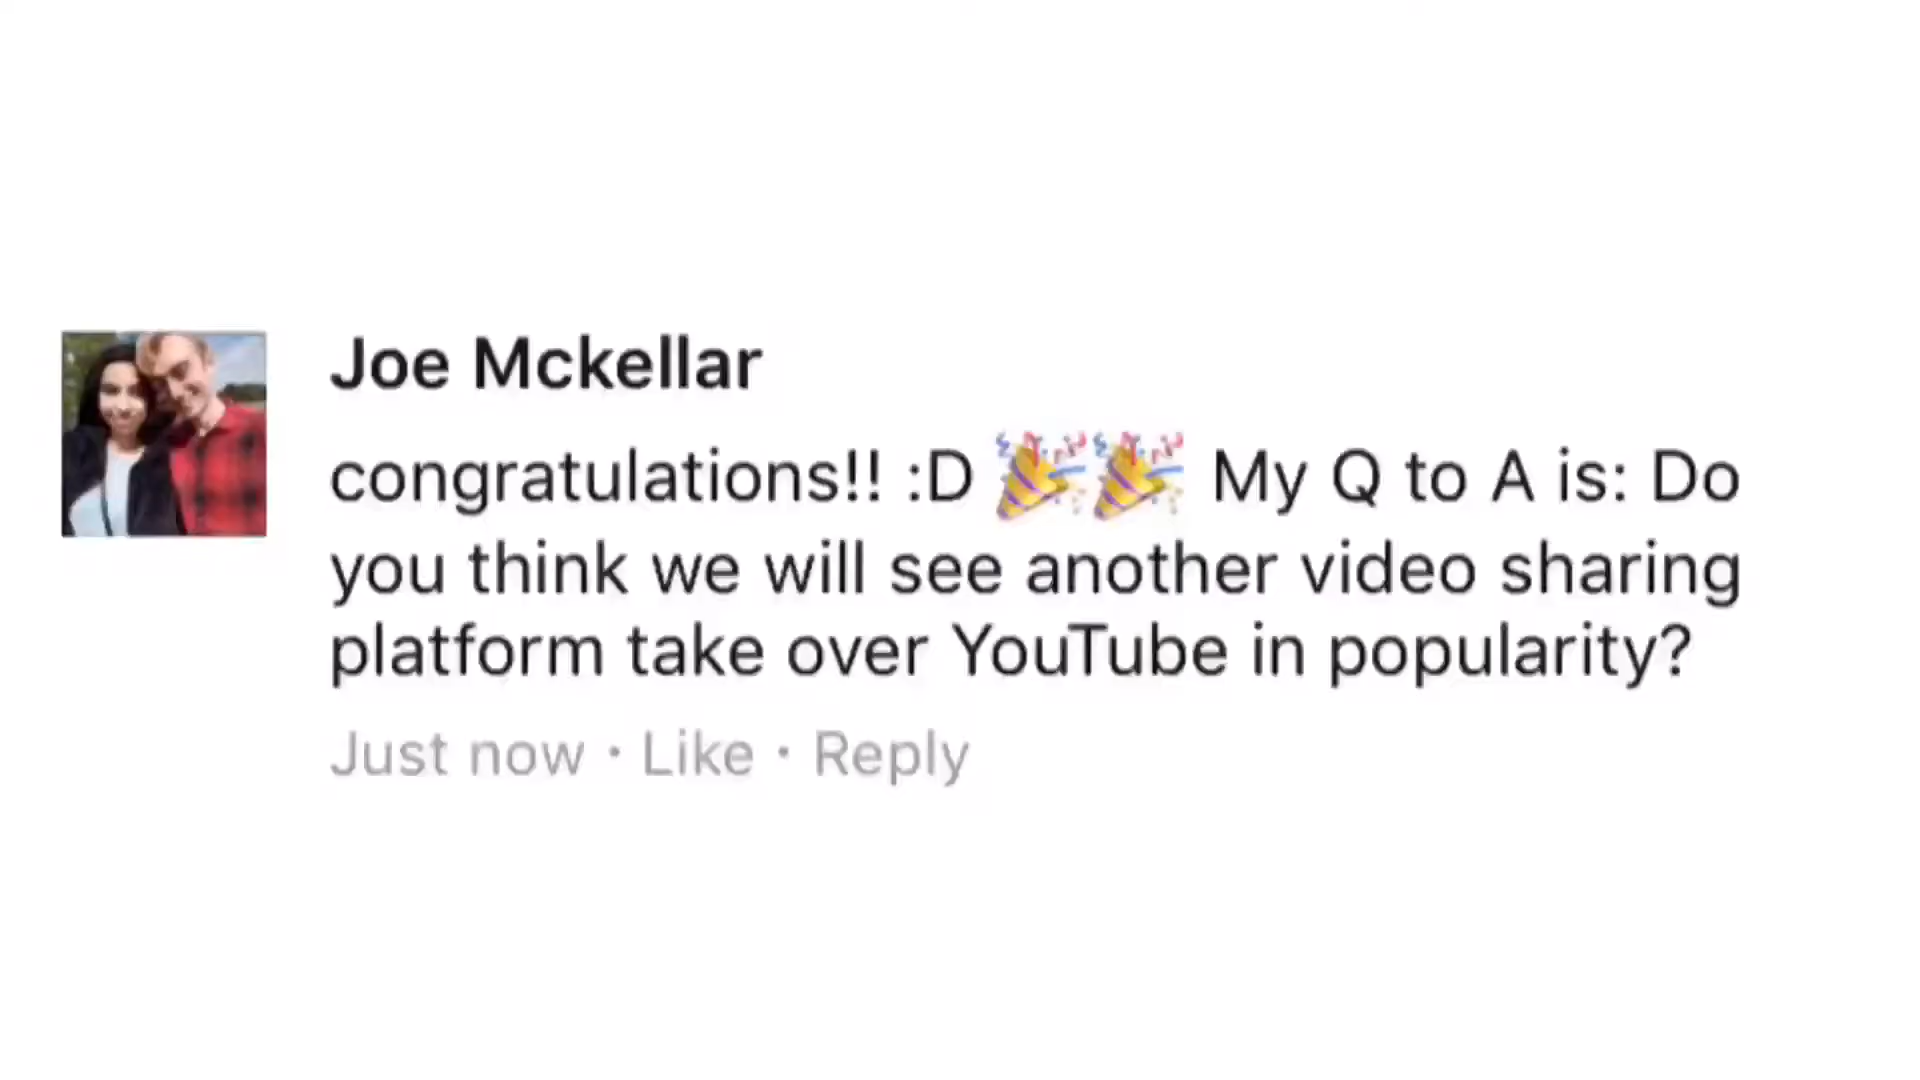 Joe Mckellar
congratulations!! :D 🎉🎉 My Q to A is: Do
you think we will see another video sharing
platform take over YouTube in popularity?
Just now · Like · Reply